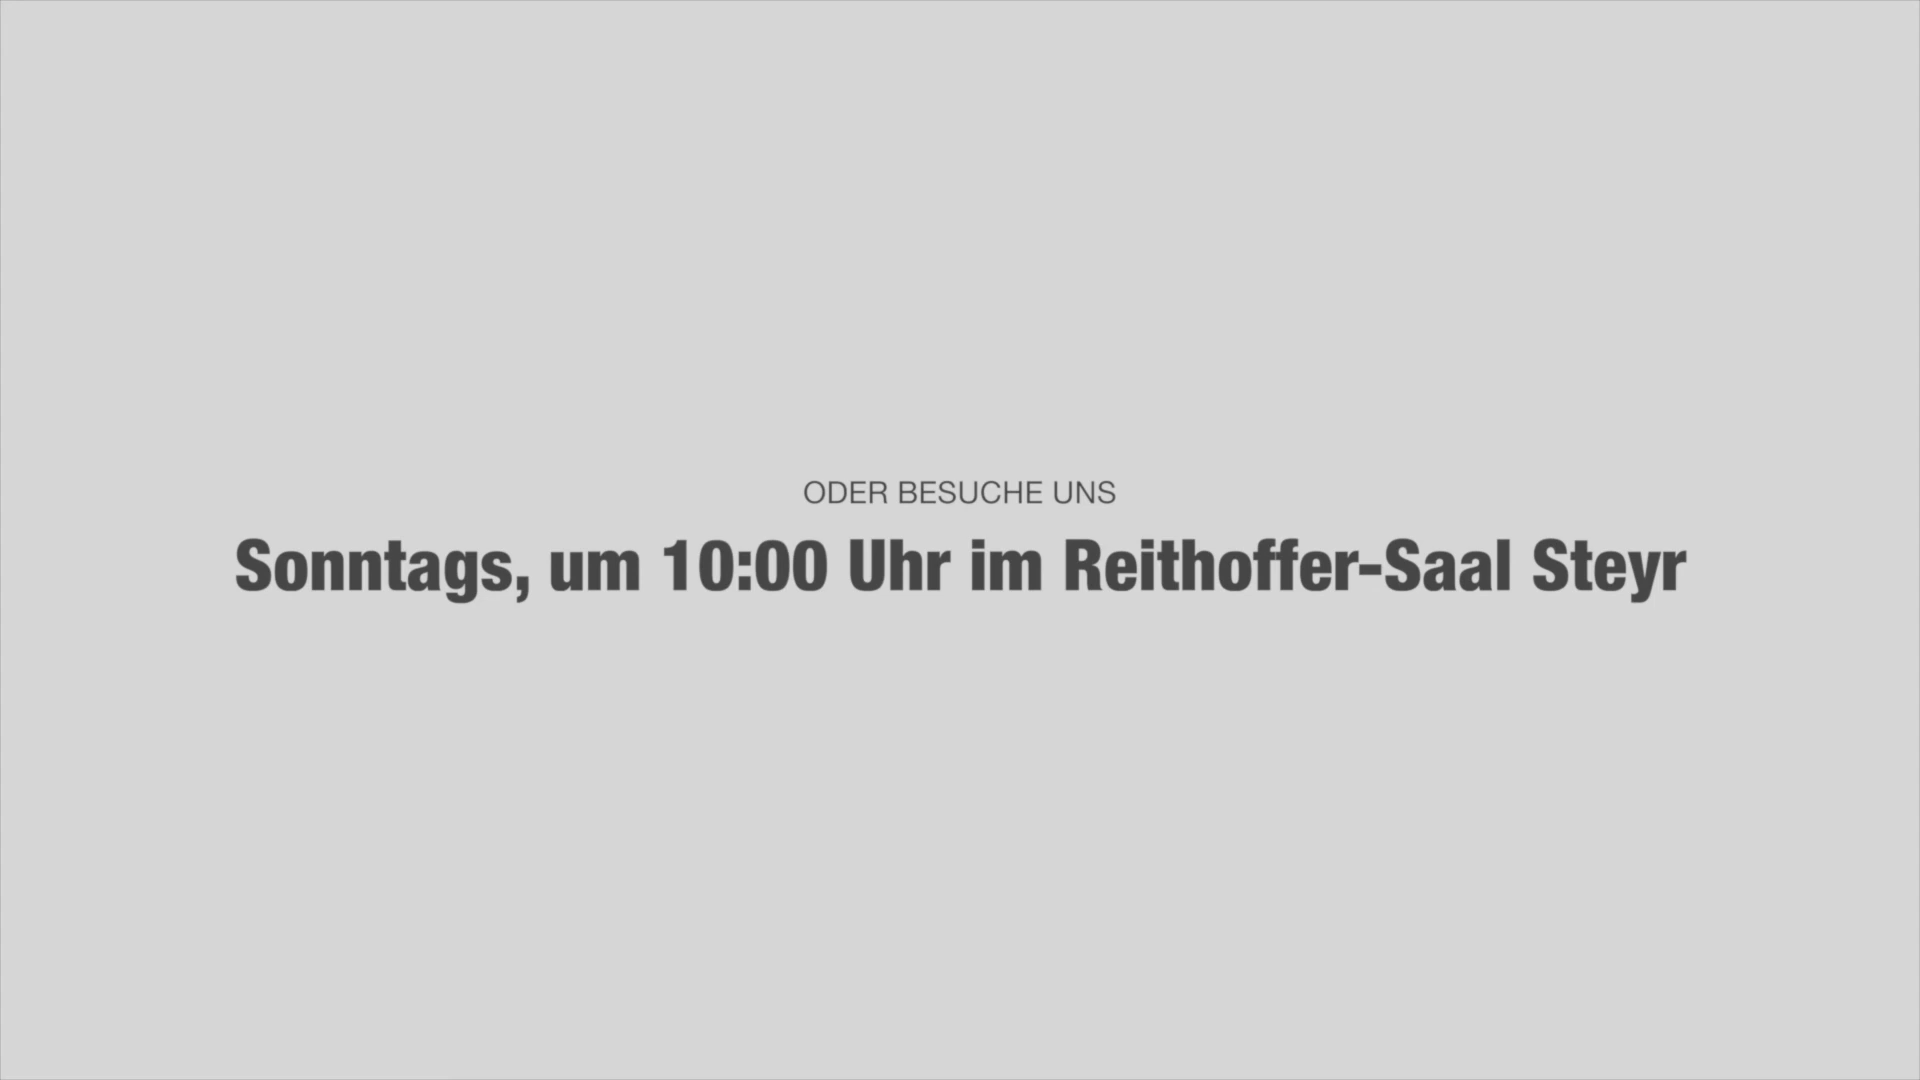 ODER BESUCHE UNS
Sonntags, um 10:00 Uhr im Reithoffer-Saal Steyr